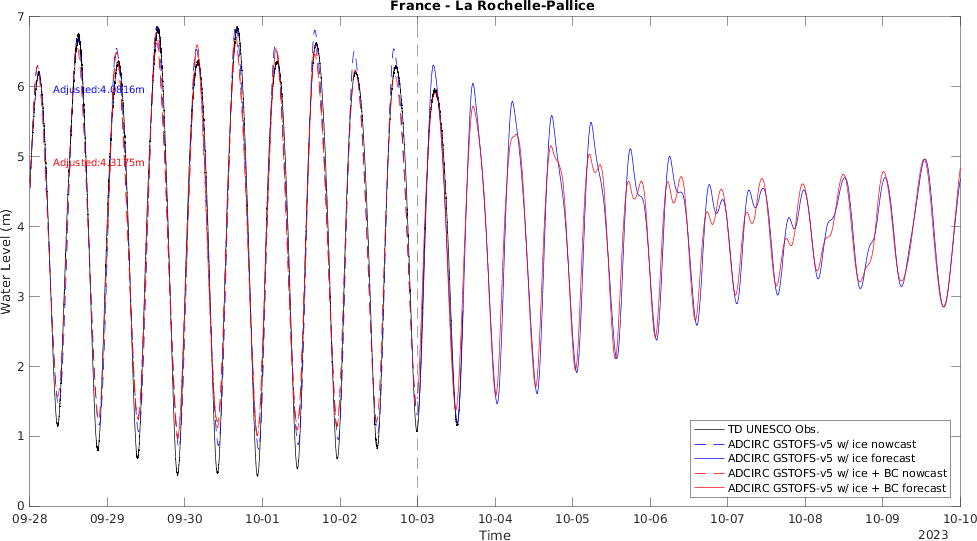 France - La Rochelle-Pallice
7
6
5
4
3
2
1
0
Water Level (m)
Adjusted:4.0816m
Adjusted:4.3175m
TD UNESCO Obs.
ADCIRC GSTOFS-v5 w/ ice nowcast
ADCIRC GSTOFS-v5 w/ ice forecast
ADCIRC GSTOFS-v5 w/ ice + BC nowcast
ADCIRC GSTOFS-v5 w/ ice + BC forecast
09-28 09-29 09-30 10-01 10-02 10-03 10-04 10-05 10-06 10-07 10-08 10-09 10-10
Time
2023